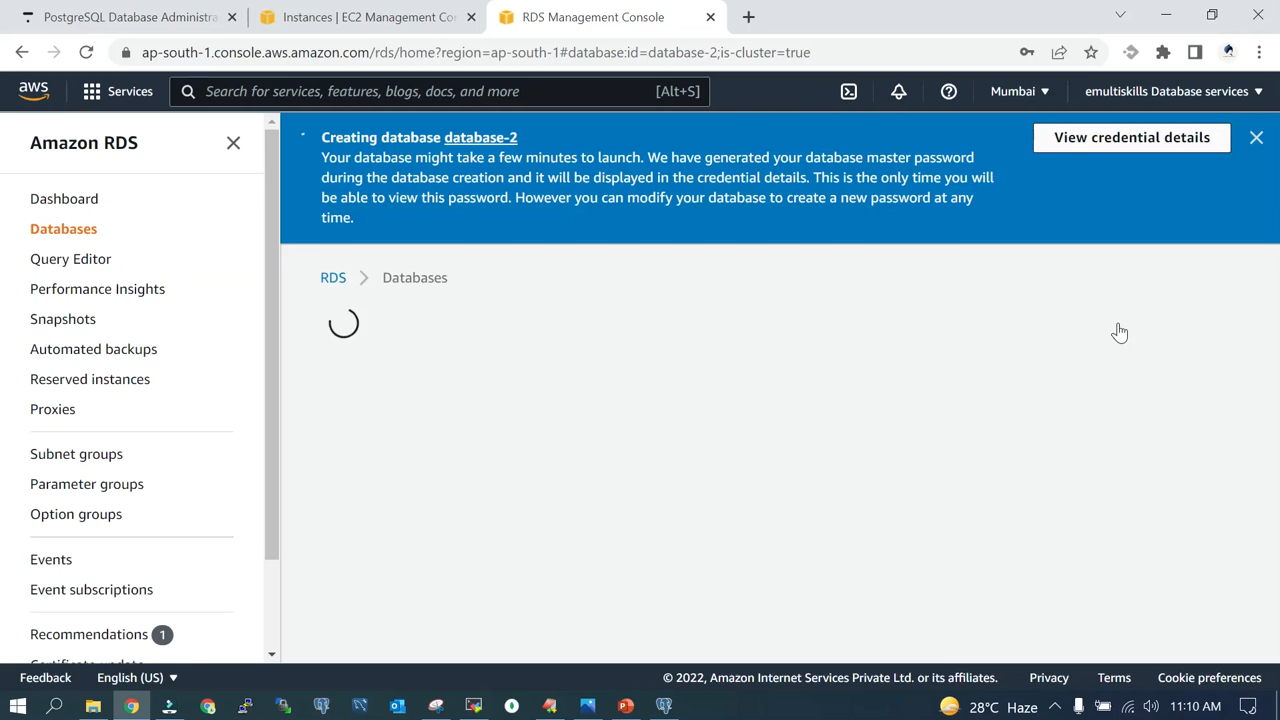 PostgreSQL Database Administra
Instances | EC2 Management Co
RDS Management Console
ap-south-1.console.aws.amazon.com/rds/home?region=ap-south-1#database:id=database-2;is-cluster=true
aws
Services
Search for services, features, blogs, docs, and more
[Alt+S]
Mumbai
emultiskills Database services
Amazon RDS
Dashboard
Databases
Query Editor
Performance Insights
Snapshots
Automated backups
Reserved instances
Proxies
Subnet groups
Parameter groups
Option groups
Events
Event subscriptions
Recommendations 1
Certificate update
Creating database database-2
Your database might take a few minutes to launch. We have generated your database master password
during the database creation and it will be displayed in the credential details. This is the only time you will
be able to view this password. However you can modify your database to create a new password at any
time.
View credential details
RDS
Databases
Feedback
English (US)
© 2022, Amazon Internet Services Private Ltd. or its affiliates.
Privacy
Terms
Cookie preferences
28°C Haze
11:10 AM